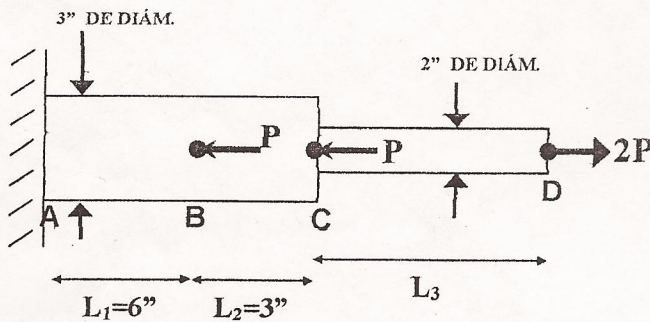 3” DE DIÁM.
2” DE DIÁM.
P
P
2P
A
B
C
D
L1=6”
L2=3”
L3